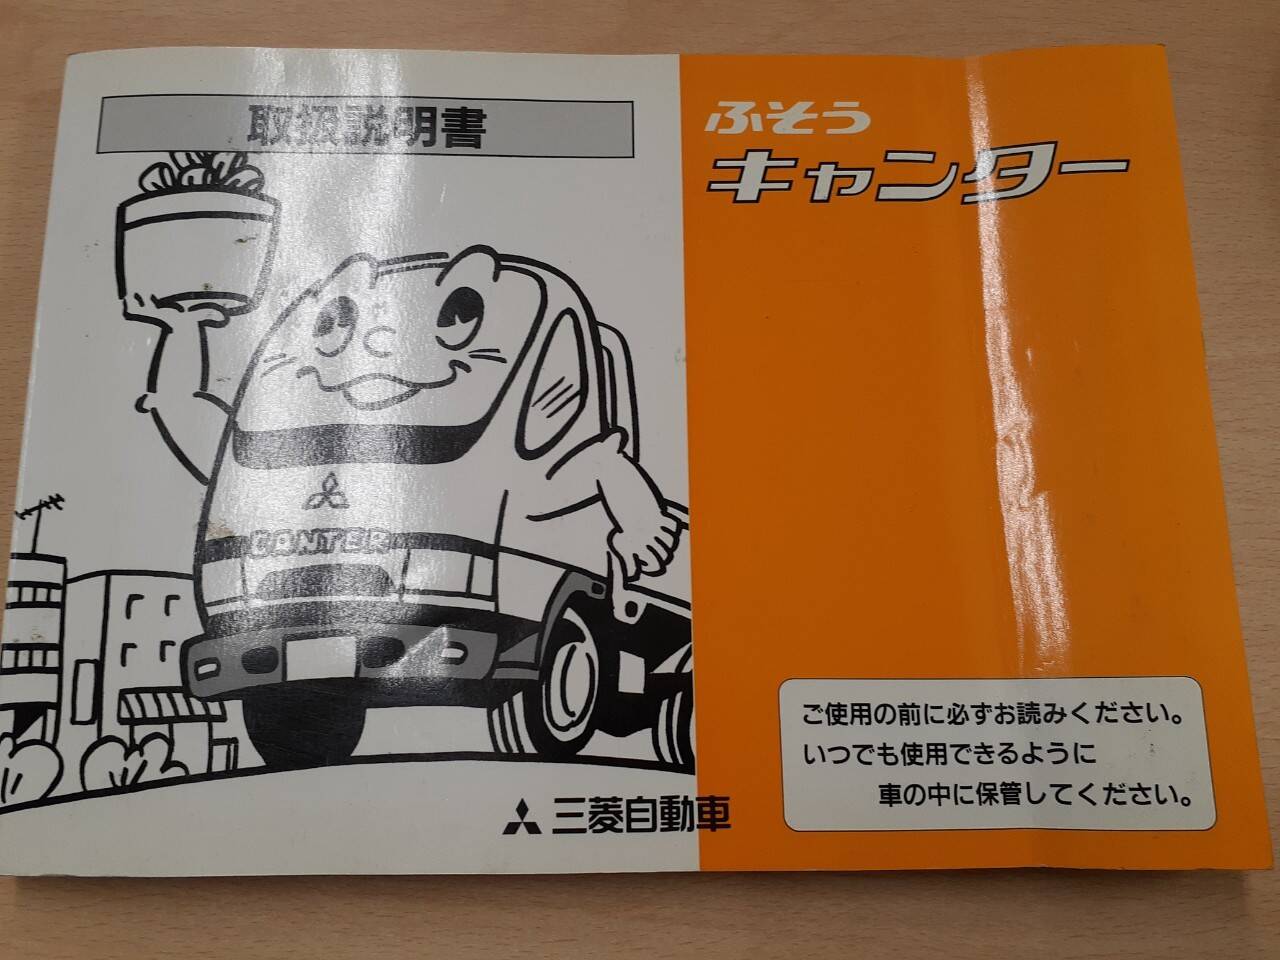 取扱説明書
ふそう
キャンター
CANTER
ご使用の前に必ずお読みください。
いつでも使用できるように
車の中に保管してください。
三菱自動車